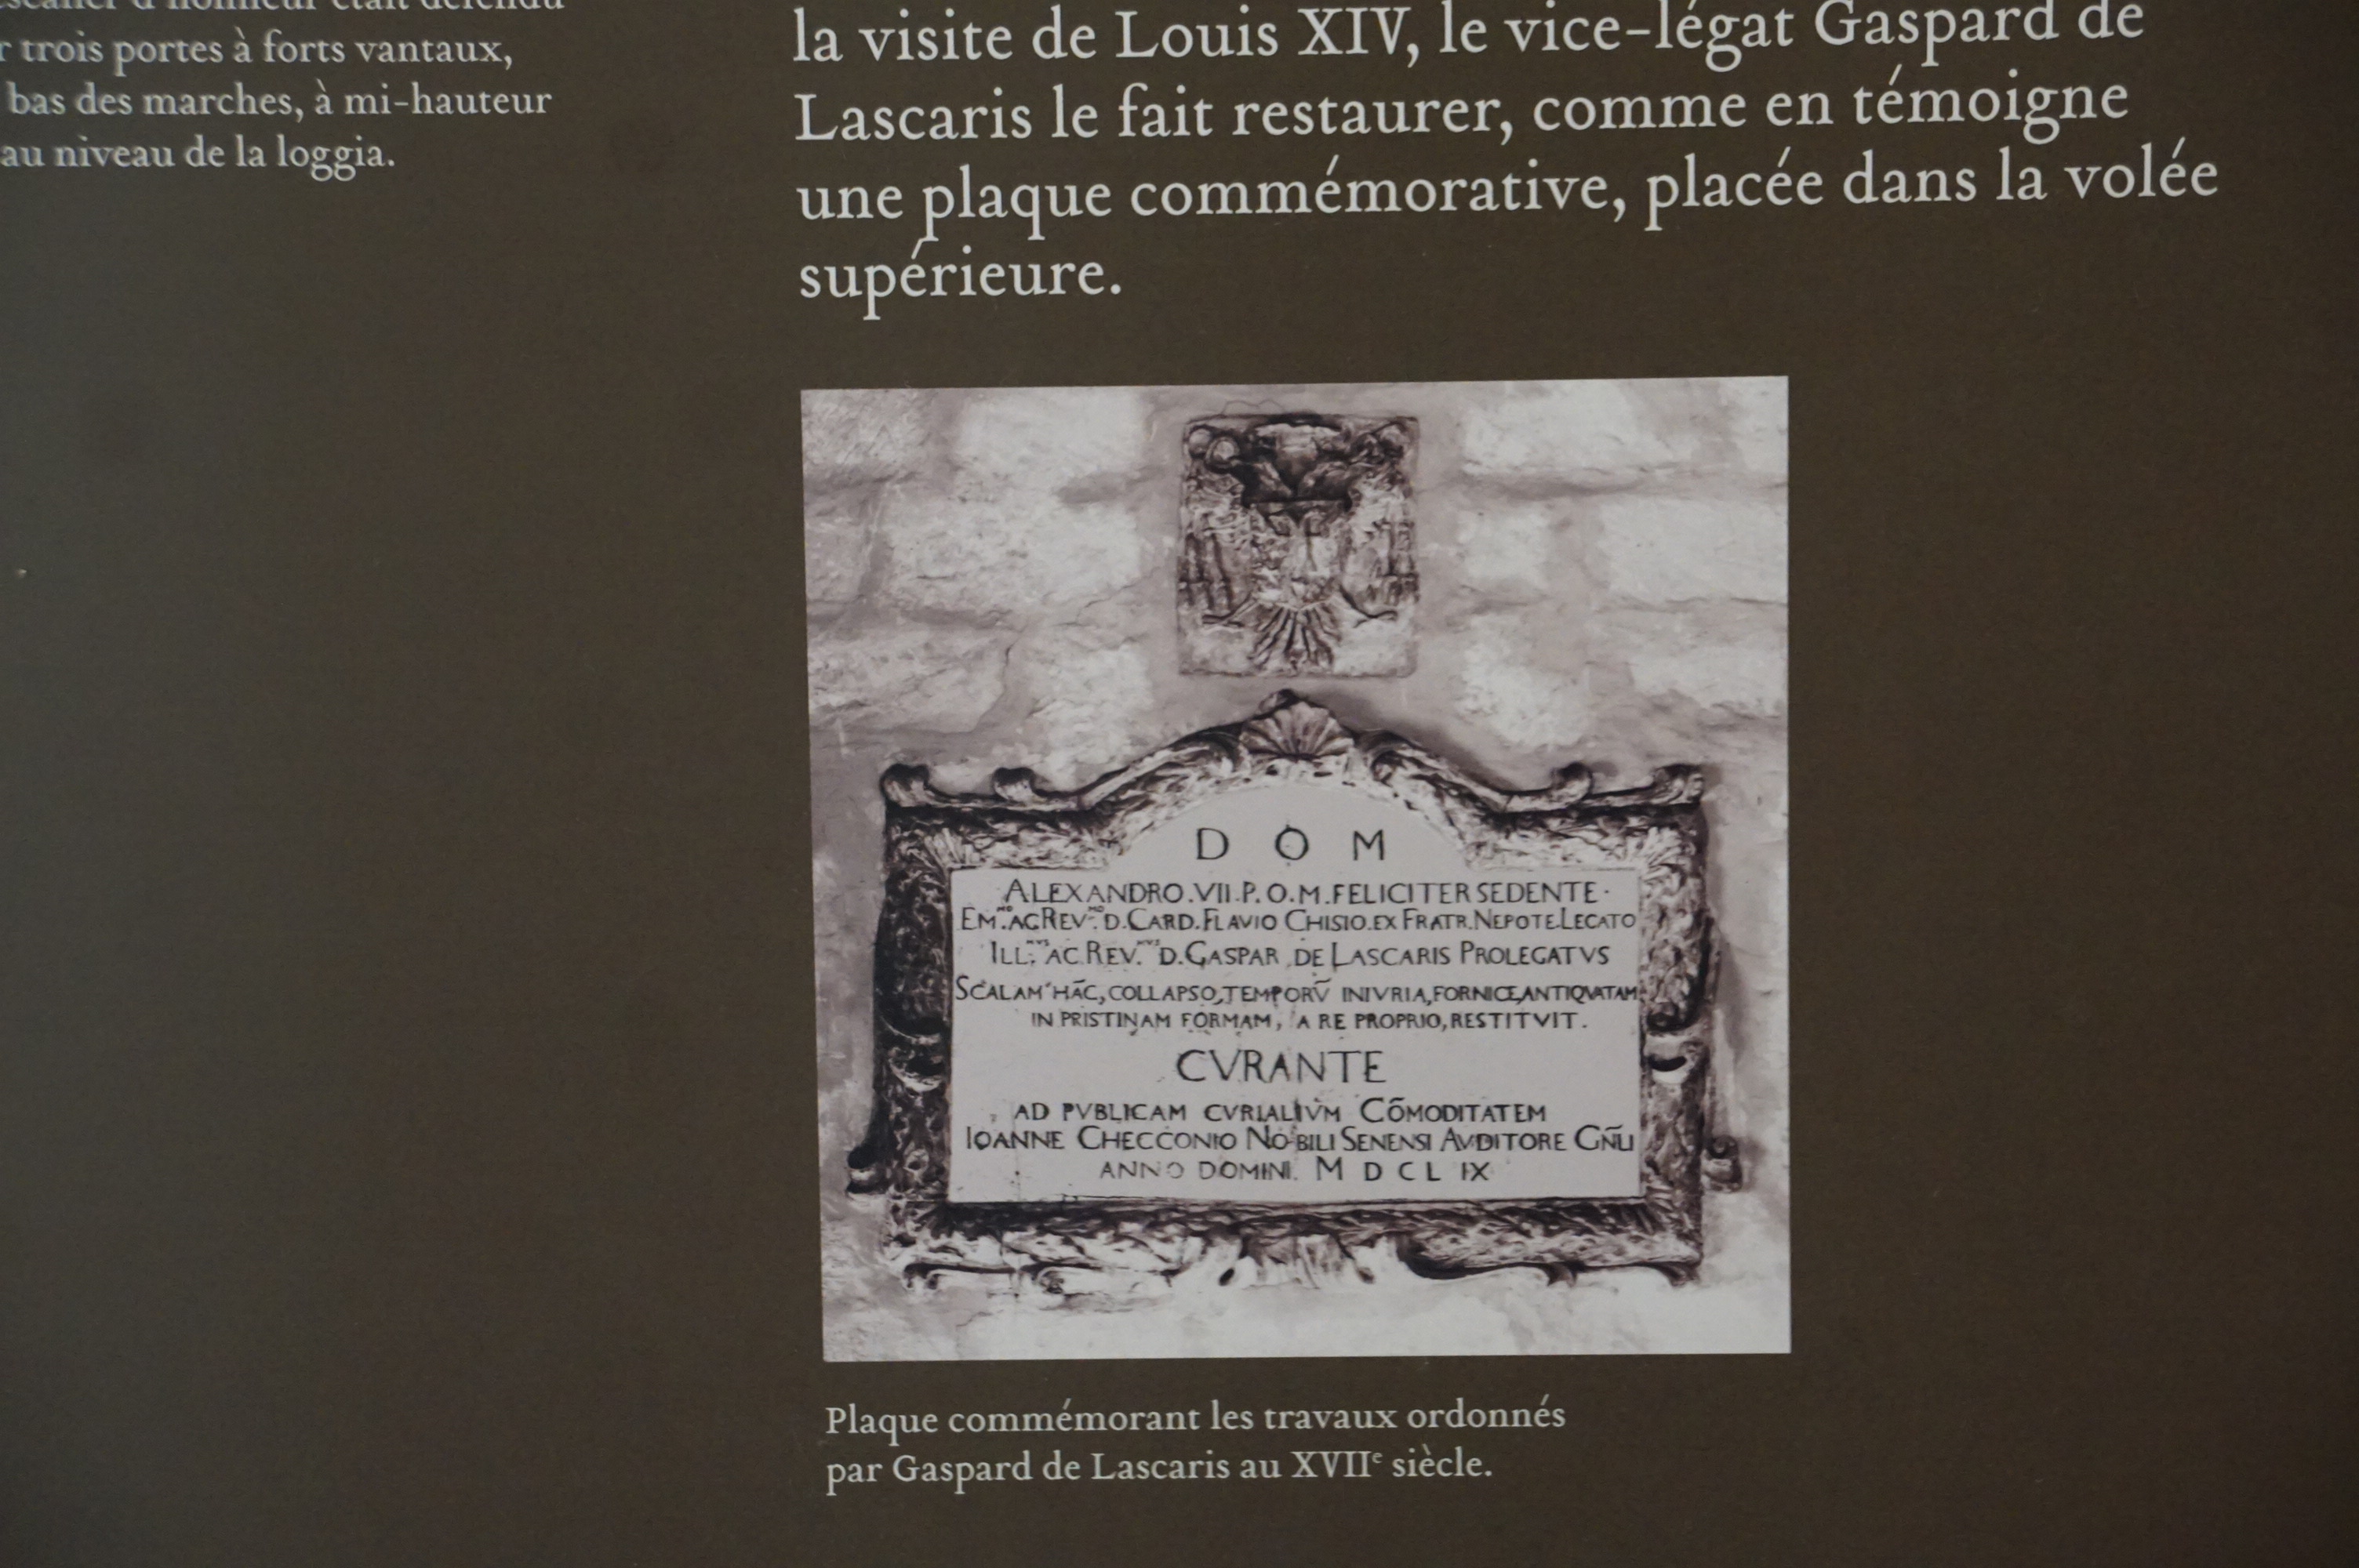 trois portes à forts vantaux,
bas des marches, à mi-hauteur
au niveau de la loggia.
la visite de Louis XIV, le vice-légat Gaspard de
Lascaris le fait restaurer, comme en témoigne
une plaque commémorative, placée dans la volée
supérieure.
D O M
ALEXANDRO.VII.P.O.M.FELICITER SEDENTE.
EM.MO AC REV.MO D.CARD.FLAVIO CHISIO.EX FRATR.NEPOTE.LEGATO
ILL.MVS AC REV.MVS D.GASPAR DE LASCARIS PROLEGATVS
SCALAM HĀC, COLLAPSO, TEMPORV̄ INIVRIA, FORNICE, ANTIQVATAM
IN PRISTINAM FORMAM, A RE PROPRIO, RESTITVIT.
CVRANTE
AD PVBLICAM CVRIALIVM CŌMODITATEM
IOANNE CHECCONIO NOBILI SENENSI AVDITORE GÑLI
ANNO DOMINI. M D C L IX
Plaque commémorant les travaux ordonnés
par Gaspard de Lascaris au XVIIe siècle.